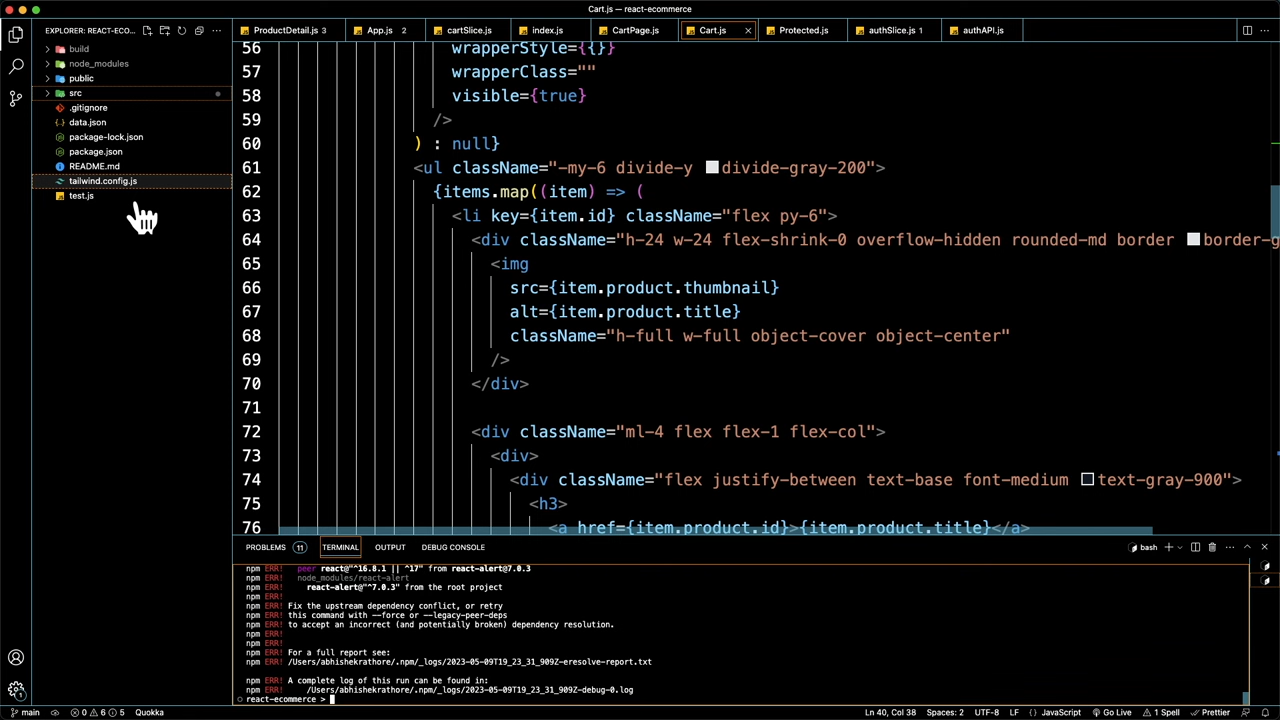 Cart.js — react-ecommerce
EXPLORER: REACT-ECO...
build
node_modules
public
src
.gitignore
data.json
package-lock.json
package.json
README.md
tailwind.config.js
test.js
ProductDetail.js 3
App.js 2
cartSlice.js
index.js
CartPage.js
Cart.js
Protected.js
authSlice.js 1
authAPI.js
56 wrapperStyle={{}}
57 wrapperClass=""
58 visible={true}
59 />
60 ) : null}
61 <ul className="-my-6 divide-y divide-gray-200">
62 {items.map((item) => (
63 <li key={item.id} className="flex py-6">
64 <div className="h-24 w-24 flex-shrink-0 overflow-hidden rounded-md border border-g
65 <img
66 src={item.product.thumbnail}
67 alt={item.product.title}
68 className="h-full w-full object-cover object-center"
69 />
70 </div>
71
72 <div className="ml-4 flex flex-1 flex-col">
73 <div>
74 <div className="flex justify-between text-base font-medium text-gray-900">
75 <h3>
76 <a href={item.product.id}>{item.product.title}</a>
PROBLEMS 11 TERMINAL OUTPUT DEBUG CONSOLE
bash
npm ERR! peer react@"^16.8.1 || ^17" from react-alert@7.0.3
npm ERR! node_modules/react-alert
npm ERR! react-alert@"^7.0.3" from the root project
npm ERR!
npm ERR! Fix the upstream dependency conflict, or retry
npm ERR! this command with --force or --legacy-peer-deps
npm ERR! to accept an incorrect (and potentially broken) dependency resolution.
npm ERR!
npm ERR!
npm ERR! For a full report see:
npm ERR! /Users/abhishekrathore/.npm/_logs/2023-05-09T19_23_31_909Z-eresolve-report.txt
npm ERR! A complete log of this run can be found in:
npm ERR! /Users/abhishekrathore/.npm/_logs/2023-05-09T19_23_31_909Z-debug-0.log
react-ecommerce >
main 0 6 5 Quokka
Ln 40, Col 38 Spaces: 2 UTF-8 LF {} JavaScript Go Live 1 Spell Prettier